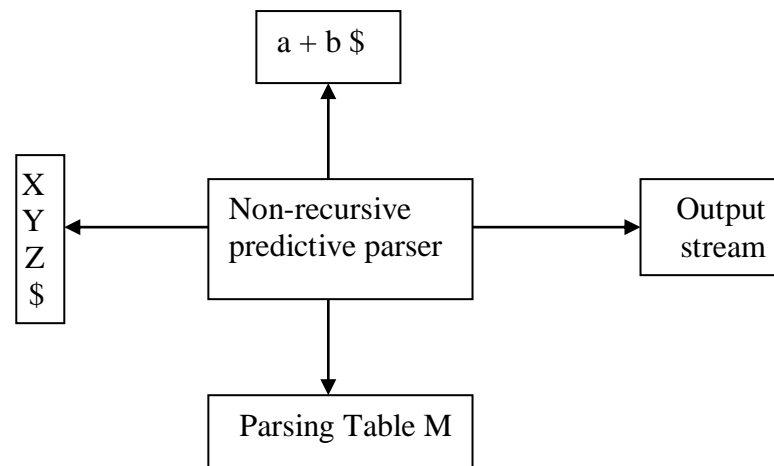 a + b $
X
Y
Z
$
Non-recursive
predictive parser
Output
stream
Parsing Table M